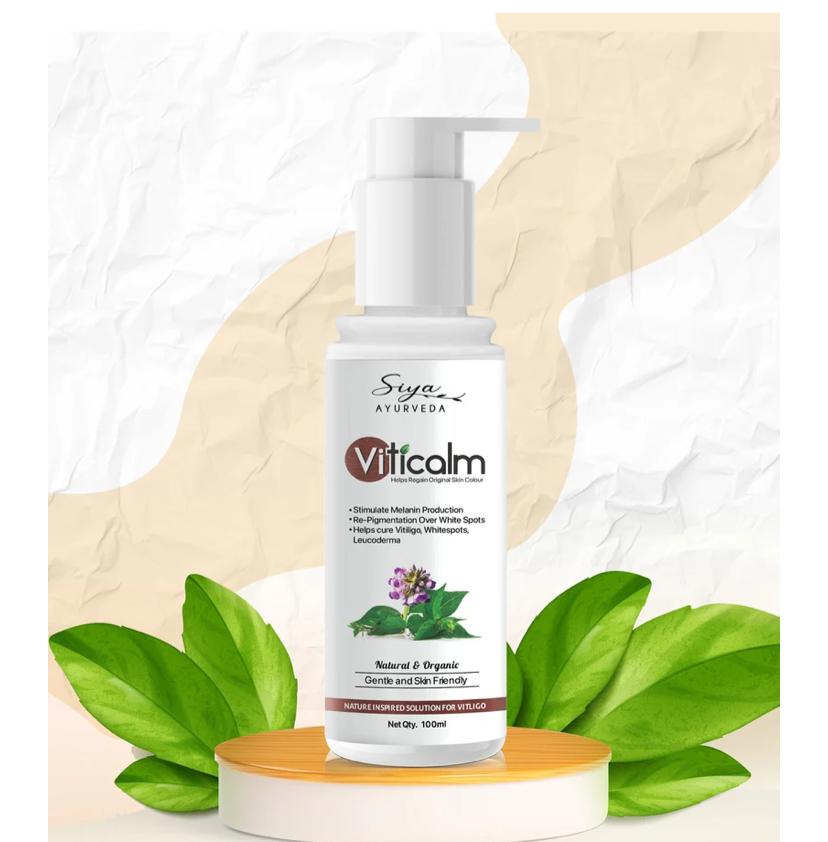 Siya
AYURVEDA
Viticalm
Helps Regain Original Skin Colour
• Stimulate Melanin Production
• Re-Pigmentation Over White Spots
• Helps cure Vitiligo, Whitespots,
Leucoderma
Natural & Organic
Gentle and Skin Friendly
NATURE INSPIRED SOLUTION FOR VITLIGO
Net Qty. 100ml